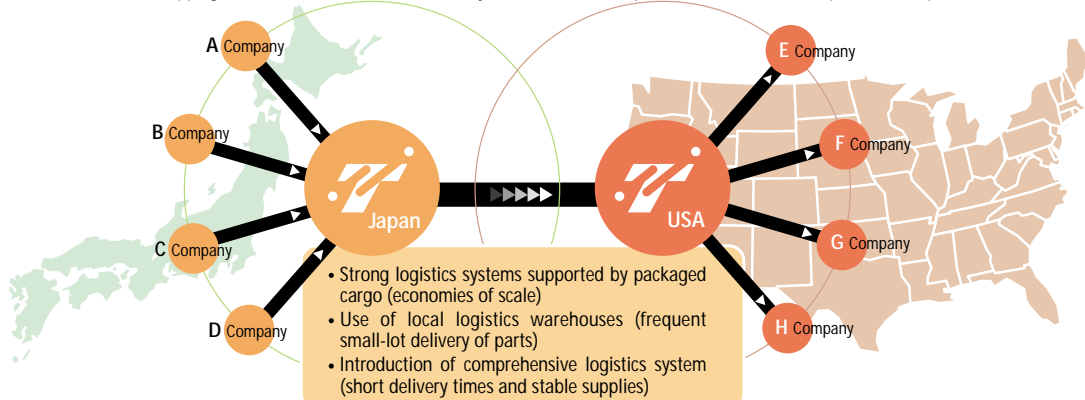 A Company
B Company
C Company
D Company
Japan
USA
E Company
F Company
G Company
H Company
• Strong logistics systems supported by packaged
cargo (economies of scale)
• Use of local logistics warehouses (frequent
small-lot delivery of parts)
• Introduction of comprehensive logistics system
(short delivery times and stable supplies)